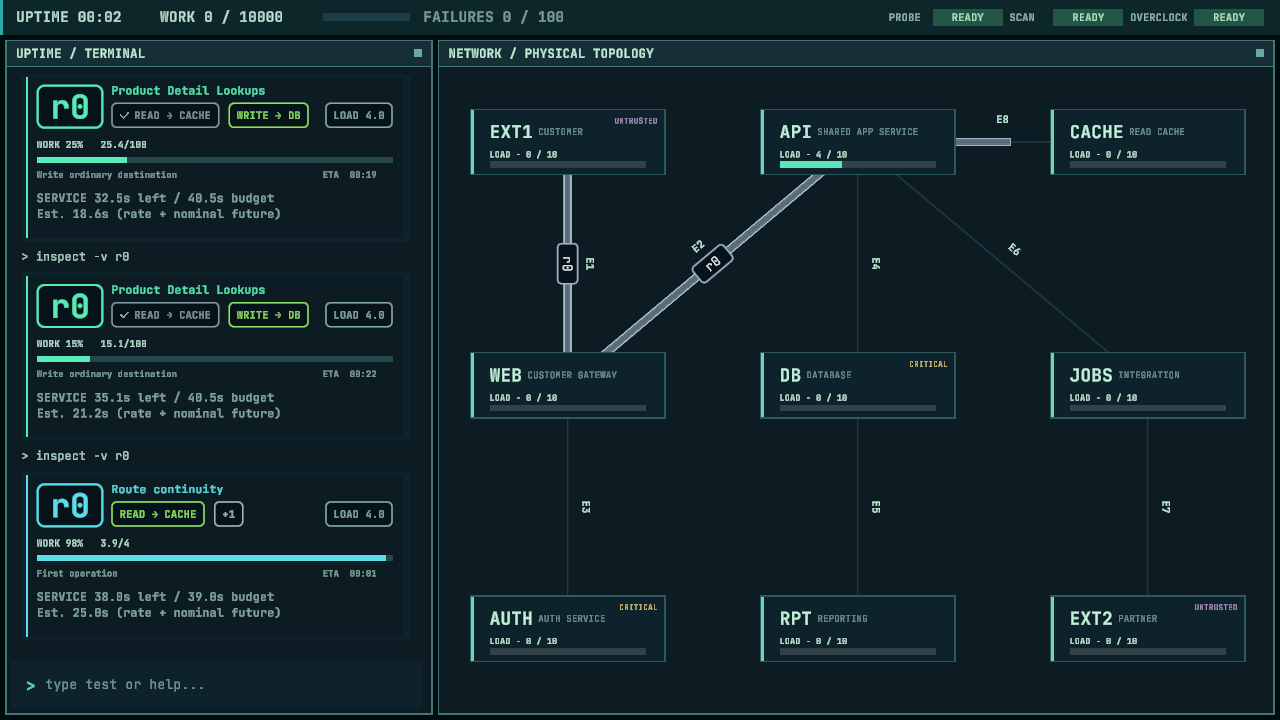 UPTIME 00:02 WORK 0 / 10000 FAILURES 0 / 100 PROBE READY SCAN READY OVERCLOCK READY
UPTIME / TERMINAL
r0 Product Detail Lookups
✓ READ → CACHE WRITE → DB LOAD 4.0
WORK 25% 25.4/100
Write ordinary destination ETA 00:19
SERVICE 32.5s left / 40.5s budget
Est. 18.6s (rate + nominal future)
> inspect -v r0
r0 Product Detail Lookups
✓ READ → CACHE WRITE → DB LOAD 4.0
WORK 15% 15.1/100
Write ordinary destination ETA 00:22
SERVICE 35.1s left / 40.5s budget
Est. 21.2s (rate + nominal future)
> inspect -v r0
r0 Route continuity
READ → CACHE +1 LOAD 4.0
WORK 98% 3.9/4
First operation ETA 00:01
SERVICE 38.0s left / 39.0s budget
Est. 25.0s (rate + nominal future)
> type test or help...
NETWORK / PHYSICAL TOPOLOGY
UNTRUSTED
EXT1 CUSTOMER
LOAD - 0 / 10
API SHARED APP SERVICE
LOAD - 4 / 10
E8
CACHE READ CACHE
LOAD - 0 / 10
r0 E1
E2 r0
E4
E6
WEB CUSTOMER GATEWAY
LOAD - 0 / 10
CRITICAL
DB DATABASE
LOAD - 0 / 10
JOBS INTEGRATION
LOAD - 0 / 10
E3
E5
E7
CRITICAL
AUTH AUTH SERVICE
LOAD - 0 / 10
RPT REPORTING
LOAD - 0 / 10
UNTRUSTED
EXT2 PARTNER
LOAD - 0 / 10